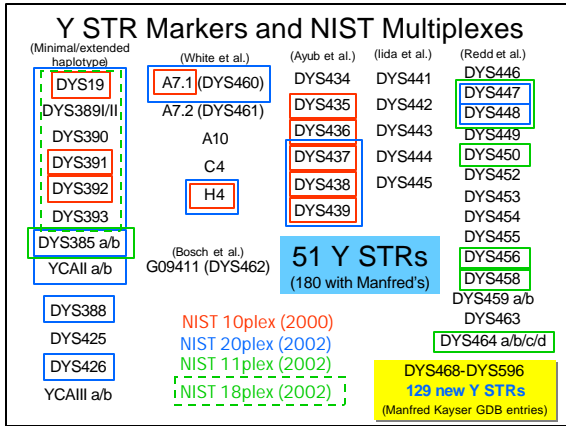 Y STR Markers and NIST Multiplexes
(Minimal/extended
haplotype)
DYS19
DYS389I/II
DYS390
DYS391
DYS392
DYS393
DYS385 a/b
YCAII a/b
DYS388
DYS425
DYS426
YCAIII a/b
(White et al.)
A7.1 (DYS460)
A7.2 (DYS461)
A10
C4
H4
(Bosch et al.)
G09411 (DYS462)
(Ayub et al.)
DYS434
DYS435
DYS436
DYS437
DYS438
DYS439
(Iida et al.)
DYS441
DYS442
DYS443
DYS444
DYS445
(Redd et al.)
DYS446
DYS447
DYS448
DYS449
DYS450
DYS452
DYS453
DYS454
DYS455
DYS456
DYS458
DYS459 a/b
DYS463
DYS464 a/b/c/d
51 Y STRs
(180 with Manfred's)
NIST 10plex (2000)
NIST 20plex (2002)
NIST 11plex (2002)
NIST 18plex (2002)
DYS468-DYS596
129 new Y STRs
(Manfred Kayser GDB entries)